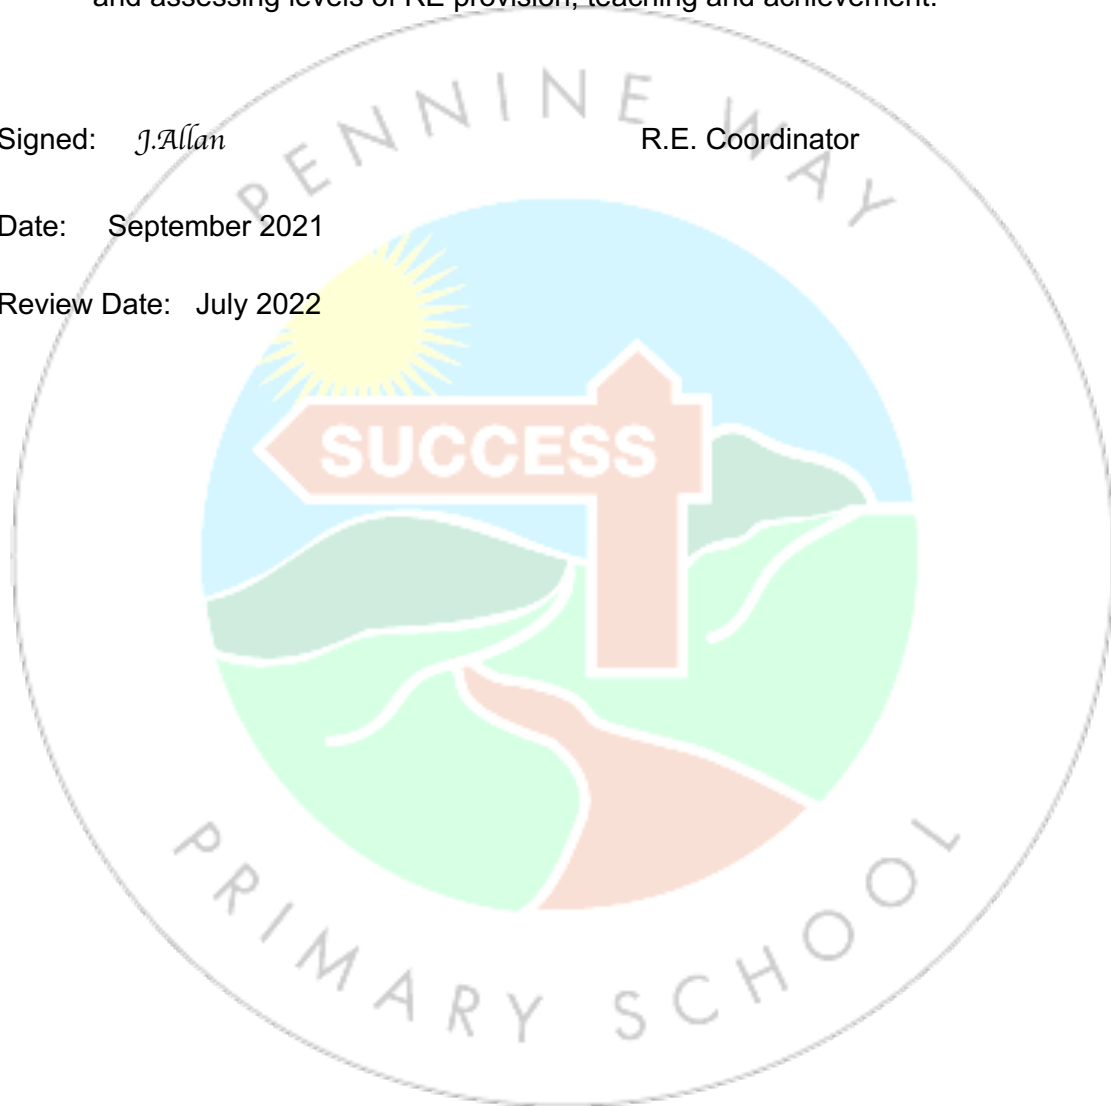 and assessing levels of RE provision, teaching and achievement.
Signed: J.Allan R.E. Coordinator
Date: September 2021
Review Date: July 2022
PENNINE WAY
SUCCESS
PRIMARY SCHOOL